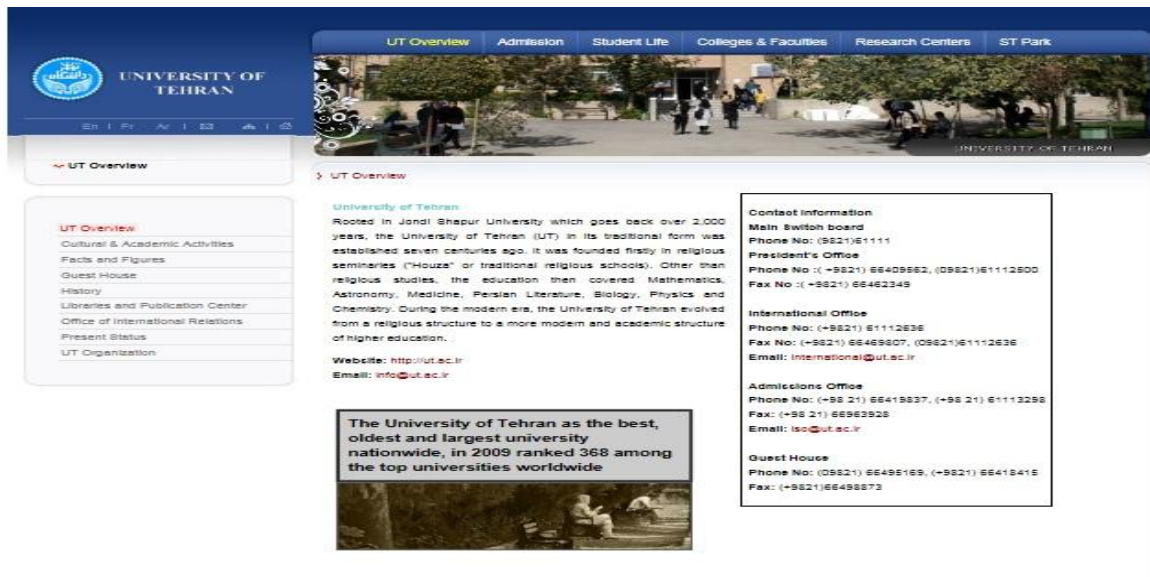 UT Overview Admission Student Life Colleges & Faculties Research Centers ST Park
دانشگاه
UNIVERSITY OF
TEHRAN
En | Fr Ar | |
UNIVERSITY OF TEHRAN
UT Overview
UT Overview
UT Overview
Cultural & Academic Activities
Facts and Figures
Guest House
History
Libraries and Publication Center
Office of International Relations
Present Status
UT Organization
University of Tehran
Rooted in Jondi Shapur University which goes back over 2,000
years, the University of Tehran (UT) in its traditional form was
established seven centuries ago. It was founded firstly in religious
seminaries ("Houza" or traditional religious schools). Other than
religious studies, the education then covered Mathematics,
Astronomy, Medicine, Persian Literature, Biology, Physics and
Chemistry. During the modern era, the University of Tehran evolved
from a religious structure to a more modern and academic structure
of higher education.
Website: http://ut.ac.ir
Email: info@ut.ac.ir
The University of Tehran as the best,
oldest and largest university
nationwide, in 2009 ranked 368 among
the top universities worldwide
Contact Information
Main Switch board
Phone No: (9821)61111
President's Office
Phone No :( +9821) 66409562, (09821)61112500
Fax No :( +9821) 66462349
International Office
Phone No: (+9821) 61112636
Fax No: (+9821) 66469807, (09821)61112636
Email: international@ut.ac.ir
Admissions Office
Phone No: (+98 21) 66419837, (+98 21) 61113298
Fax: (+98 21) 66963928
Email: iso@ut.ac.ir
Guest House
Phone No: (09821) 66495169, (+9821) 66418415
Fax: (+9821)66498873